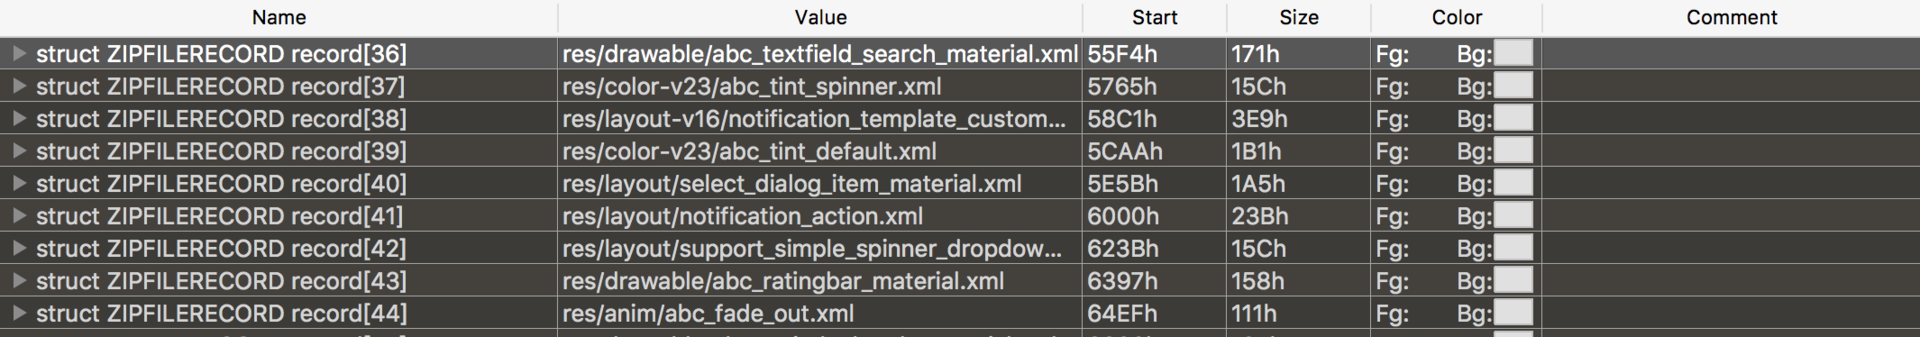 Name Value Start Size Color Comment
struct ZIPFILERECORD record[36] res/drawable/abc_textfield_search_material.xml 55F4h 171h Fg: Bg:
struct ZIPFILERECORD record[37] res/color-v23/abc_tint_spinner.xml 5765h 15Ch Fg: Bg:
struct ZIPFILERECORD record[38] res/layout-v16/notification_template_custom... 58C1h 3E9h Fg: Bg:
struct ZIPFILERECORD record[39] res/color-v23/abc_tint_default.xml 5CAAh 1B1h Fg: Bg:
struct ZIPFILERECORD record[40] res/layout/select_dialog_item_material.xml 5E5Bh 1A5h Fg: Bg:
struct ZIPFILERECORD record[41] res/layout/notification_action.xml 6000h 23Bh Fg: Bg:
struct ZIPFILERECORD record[42] res/layout/support_simple_spinner_dropdow... 623Bh 15Ch Fg: Bg:
struct ZIPFILERECORD record[43] res/drawable/abc_ratingbar_material.xml 6397h 158h Fg: Bg:
struct ZIPFILERECORD record[44] res/anim/abc_fade_out.xml 64EFh 111h Fg: Bg: